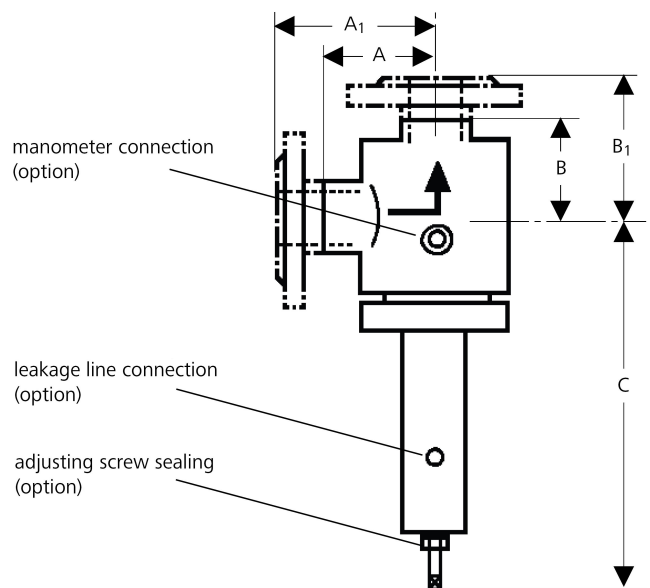 A1
A
B1
B
manometer connection
(option)
leakage line connection
(option)
C
adjusting screw sealing
(option)